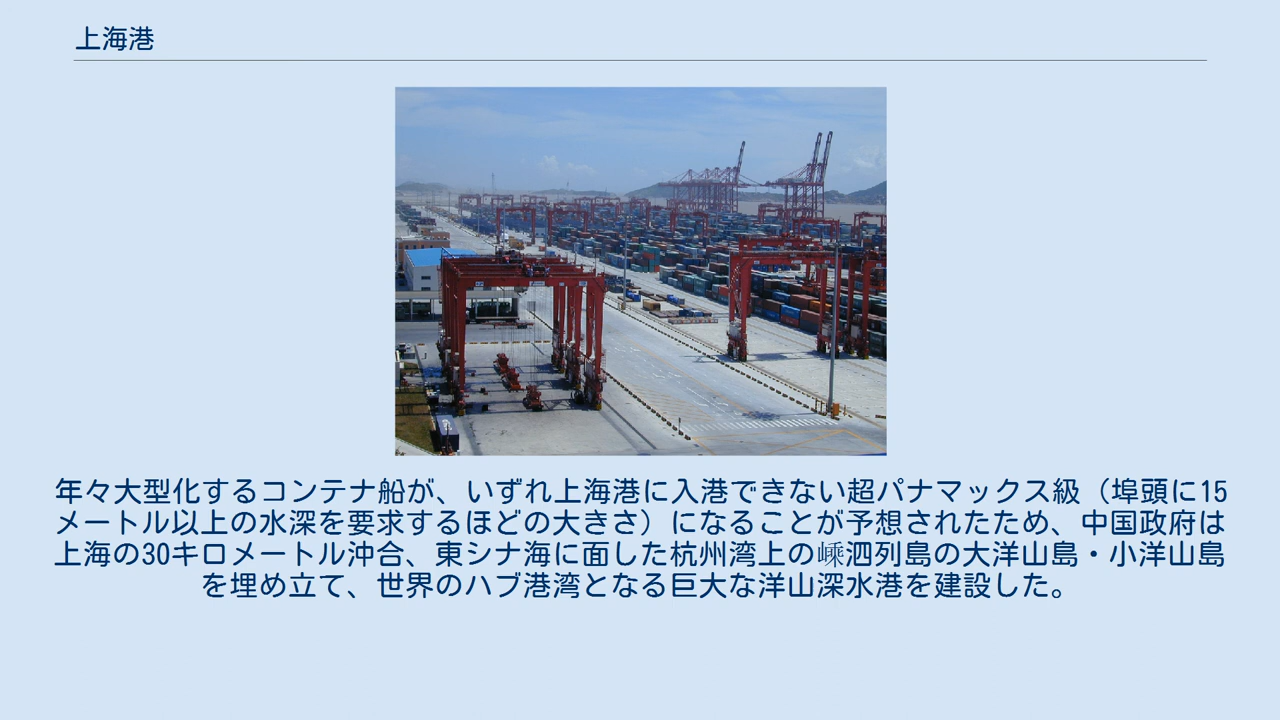 上海港
年々大型化するコンテナ船が、いずれ上海港に入港できない超パナマックス級（埠頭に15
メートル以上の水深を要求するほどの大きさ）になることが予想されたため、中国政府は
上海の30キロメートル沖合、東シナ海に面した杭州湾上の嵊泗列島の大洋山島・小洋山島
を埋め立て、世界のハブ港湾となる巨大な洋山深水港を建設した。